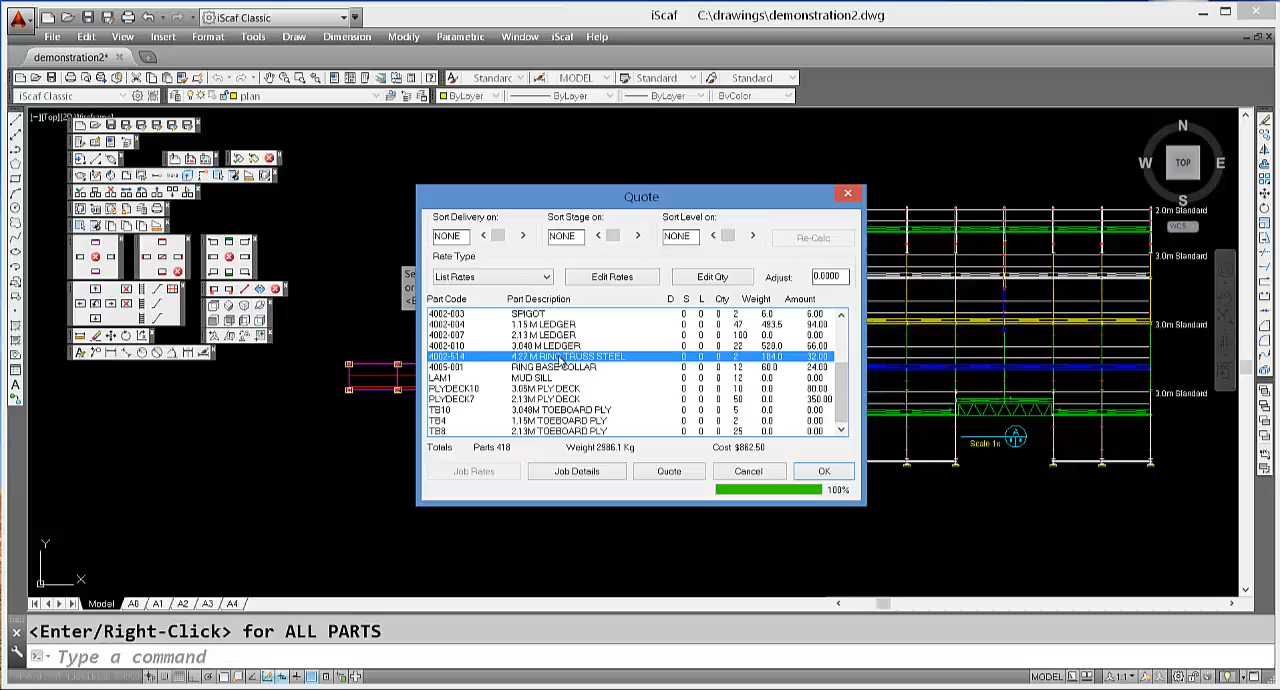 iScaf Classic
iScaf C:\drawings\demonstration2.dwg
File Edit View Insert Format Tools Draw Dimension Modify Parametric Window iScaf Help
demonstration2*
Standarc MODEL Standard Standard
iScaf Classic plan ByLayer ByLayer ByLayer ByColor
[−][Top][2D Wireframe]
N
W TOP E
S
WCS
2.0m Standard
3.0m Standard
3.0m Standard
3.0m Standard
A
Scale 1x
Quote
Sort Delivery on: Sort Stage on: Sort Level on:
NONE < > NONE < > NONE < > Re-Calc
Rate Type
List Rates Edit Rates Edit Qty Adjust: 0.0000
Part Code Part Description D S L Qty Weight Amount
4002-003 SPIGOT 0 0 0 2 6.0 6.00
4002-004 1.15 M LEDGER 0 0 0 47 493.5 94.00
4002-007 2.13 M LEDGER 0 0 0 100 0.0 0.00
4002-010 3.048 M LEDGER 0 0 0 22 528.0 66.00
4002-514 4.27 M RING TRUSS STEEL 0 0 0 2 184.0 32.00
4005-001 RING BASE COLLAR 0 0 0 12 60.0 24.00
LAM1 MUD SILL 0 0 0 12 0.0 0.00
PLYDECK10 3.05M PLY DECK 0 0 0 10 0.0 80.00
PLYDECK7 2.13M PLY DECK 0 0 0 50 0.0 350.00
TB10 3.048M TOEBOARD PLY 0 0 0 5 0.0 0.00
TB4 1.15M TOEBOARD PLY 0 0 0 2 0.0 0.00
TB8 2.13M TOEBOARD PLY 0 0 0 25 0.0 0.00
Totals Parts 418 Weight 2986.1 Kg Cost $862.50
Job Rates Job Details Quote Cancel OK
100%
Se
<E
Y
X
Model A0 A1 A2 A3 A4
<Enter/Right-Click> for ALL PARTS
Type a command
MODEL 1:1